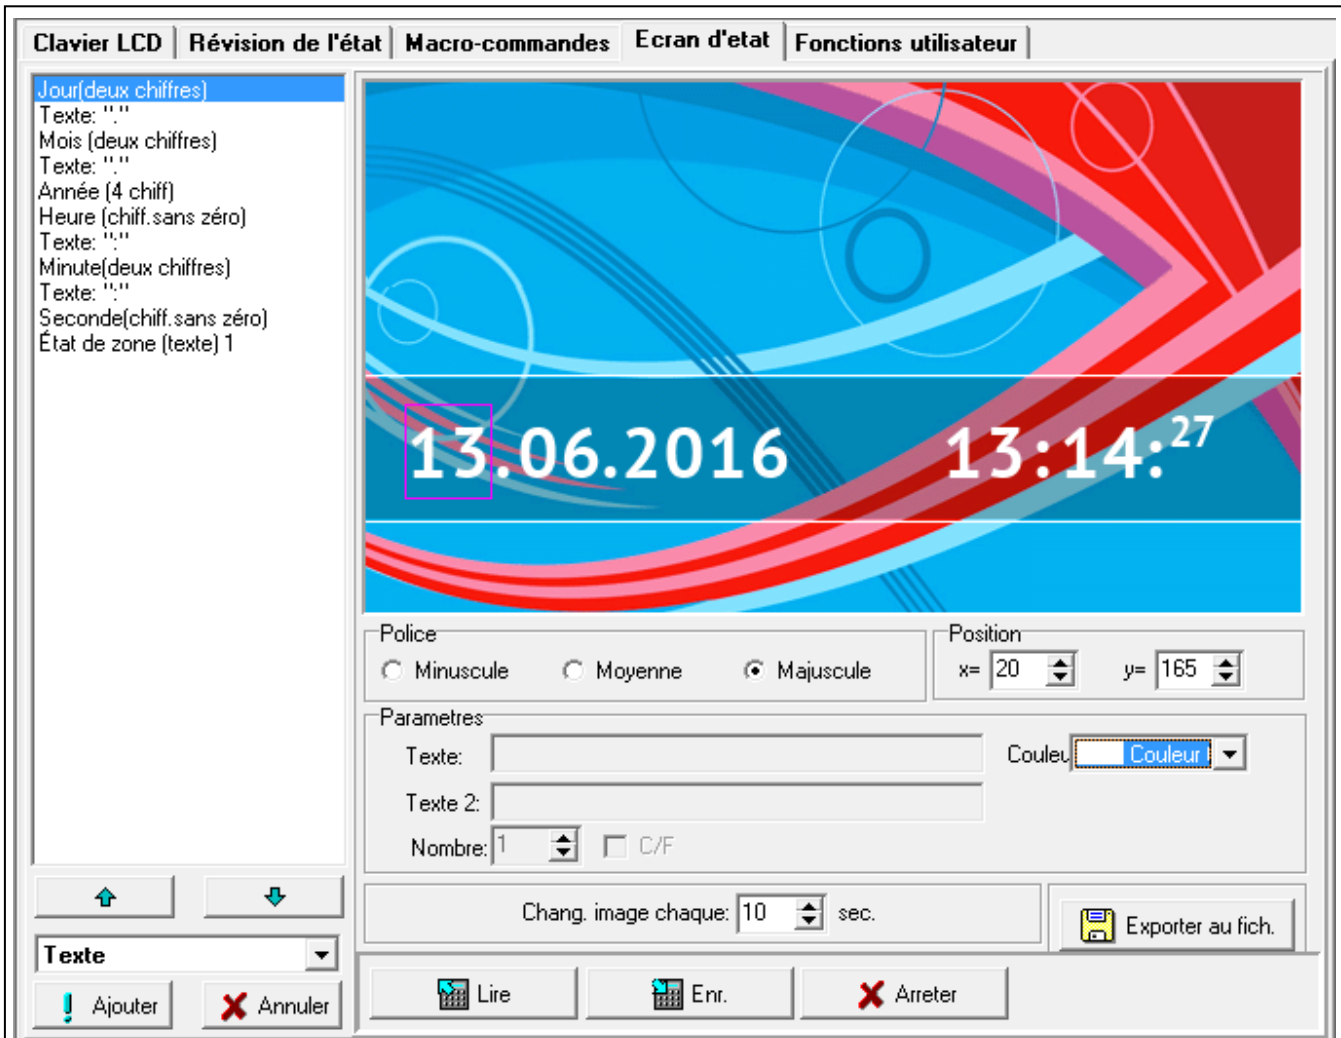 Clavier LCD Révision de l'état Macro-commandes Ecran d'etat Fonctions utilisateur
Jour(deux chiffres)
Texte: "."
Mois (deux chiffres)
Texte: "."
Année (4 chiff)
Heure (chiff.sans zéro)
Texte: ":"
Minute(deux chiffres)
Texte: ":"
Seconde(chiff.sans zéro)
État de zone (texte) 1
13.06.2016 13:14:27
Police
Minuscule Moyenne Majuscule
Position
x= 20 y= 165
Parametres
Texte: Couleu Couleur
Texte 2:
Nombre: 1 C/F
Chang. image chaque: 10 sec.
Exporter au fich.
Texte
Ajouter Annuler
Lire Enr. Arreter